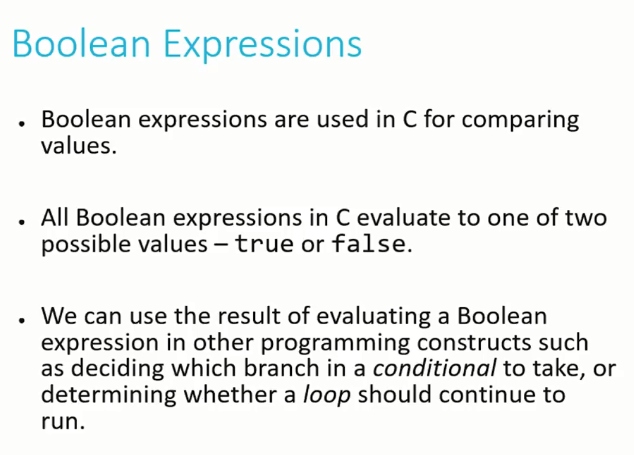 Boolean Expressions
• Boolean expressions are used in C for comparing
values.
• All Boolean expressions in C evaluate to one of two
possible values – true or false.
• We can use the result of evaluating a Boolean
expression in other programming constructs such
as deciding which branch in a conditional to take, or
determining whether a loop should continue to
run.